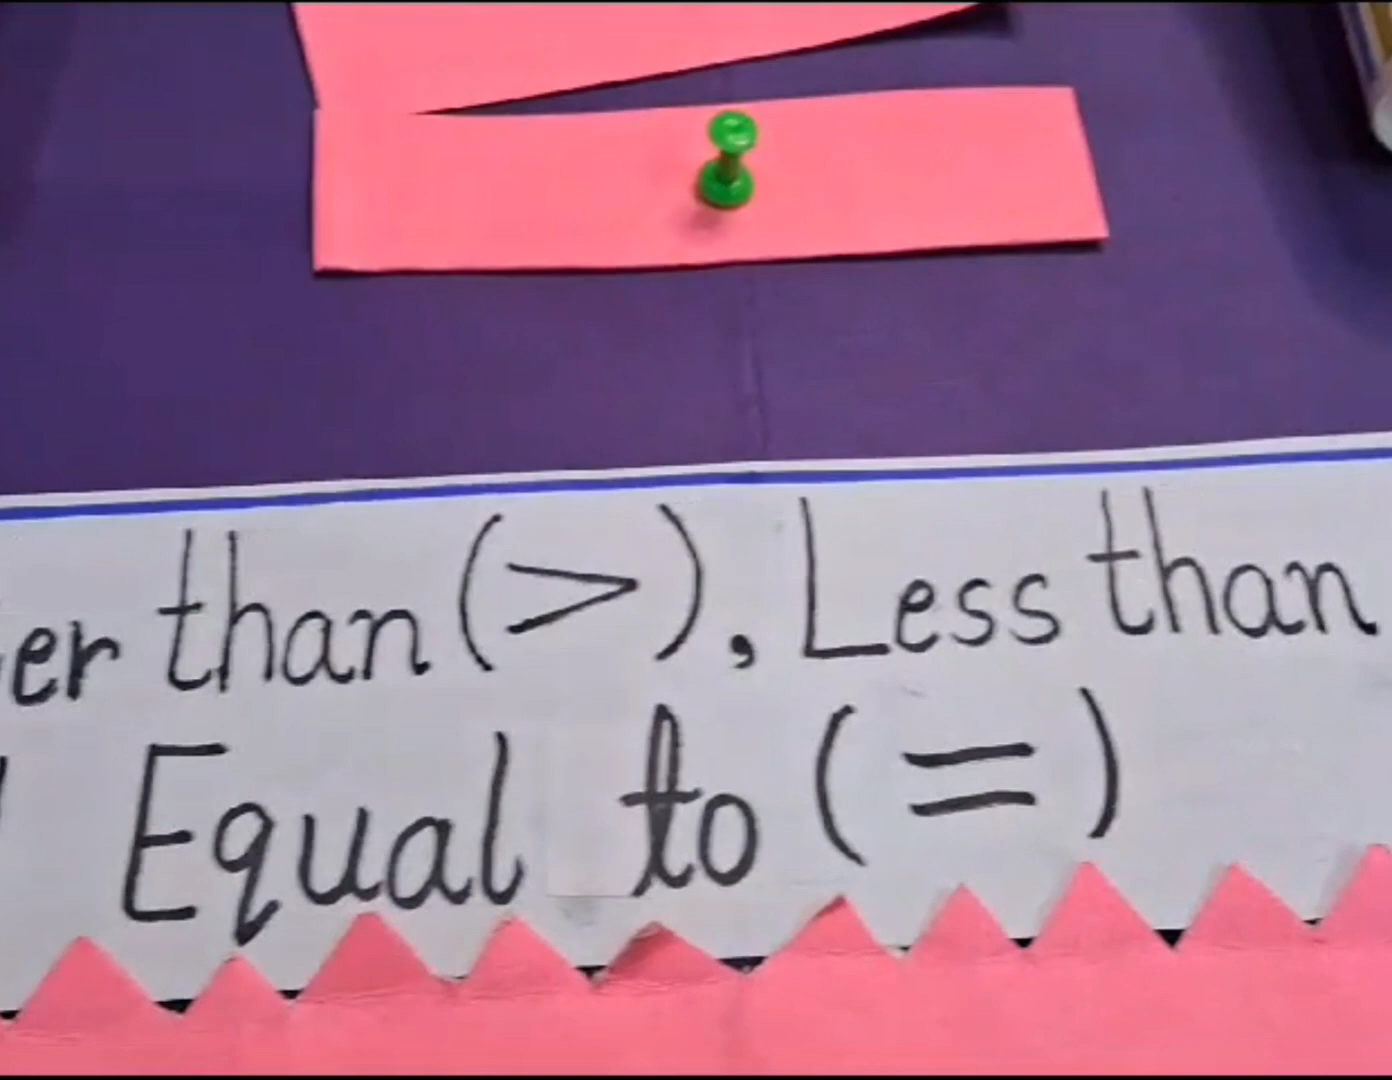 er than (>), Less than
Equal to (=)